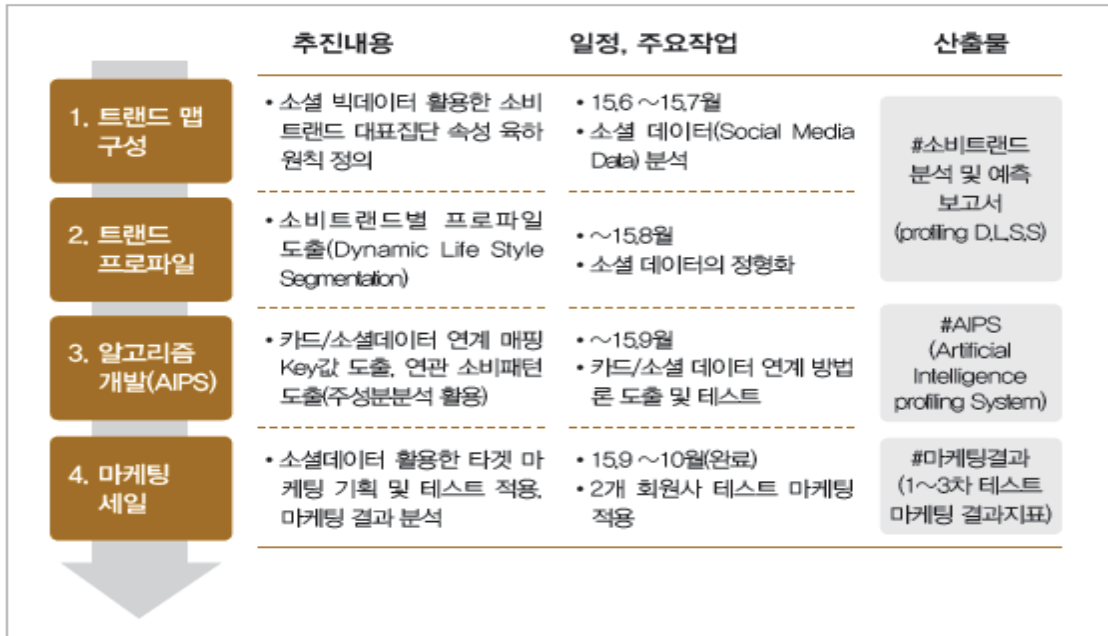 추진내용
일정, 주요작업
산출물
1. 트랜드 맵
구성
• 소셜 빅데이터 활용한 소비
트랜드 대표집단 속성 육하
원칙 정의
• 15.6 ~15.7월
• 소셜 데이터(Social Media
Data) 분석
#소비트랜드
분석 및 예측
보고서
(profiling D.L.S.S)
2. 트랜드
프로파일
• 소비트랜드별 프로파일
도출(Dynamic Life Style
Segmentation)
• ~15.8월
• 소셜 데이터의 정형화
3. 알고리즘
개발(AIPS)
• 카드/소셜데이터 연계 매핑
Key값 도출, 연관 소비패턴
도출(주성분분석 활용)
• ~15.9월
• 카드/소셜 데이터 연계 방법
론 도출 및 테스트
#AIPS
(Artificial
Intelligence
profiling System)
4. 마케팅
세일
• 소셜데이터 활용한 타겟 마
케팅 기획 및 테스트 적용,
마케팅 결과 분석
• 15.9 ~10월(완료)
• 2개 회원사 테스트 마케팅
적용
#마케팅결과
(1~3차 테스트
마케팅 결과지표)